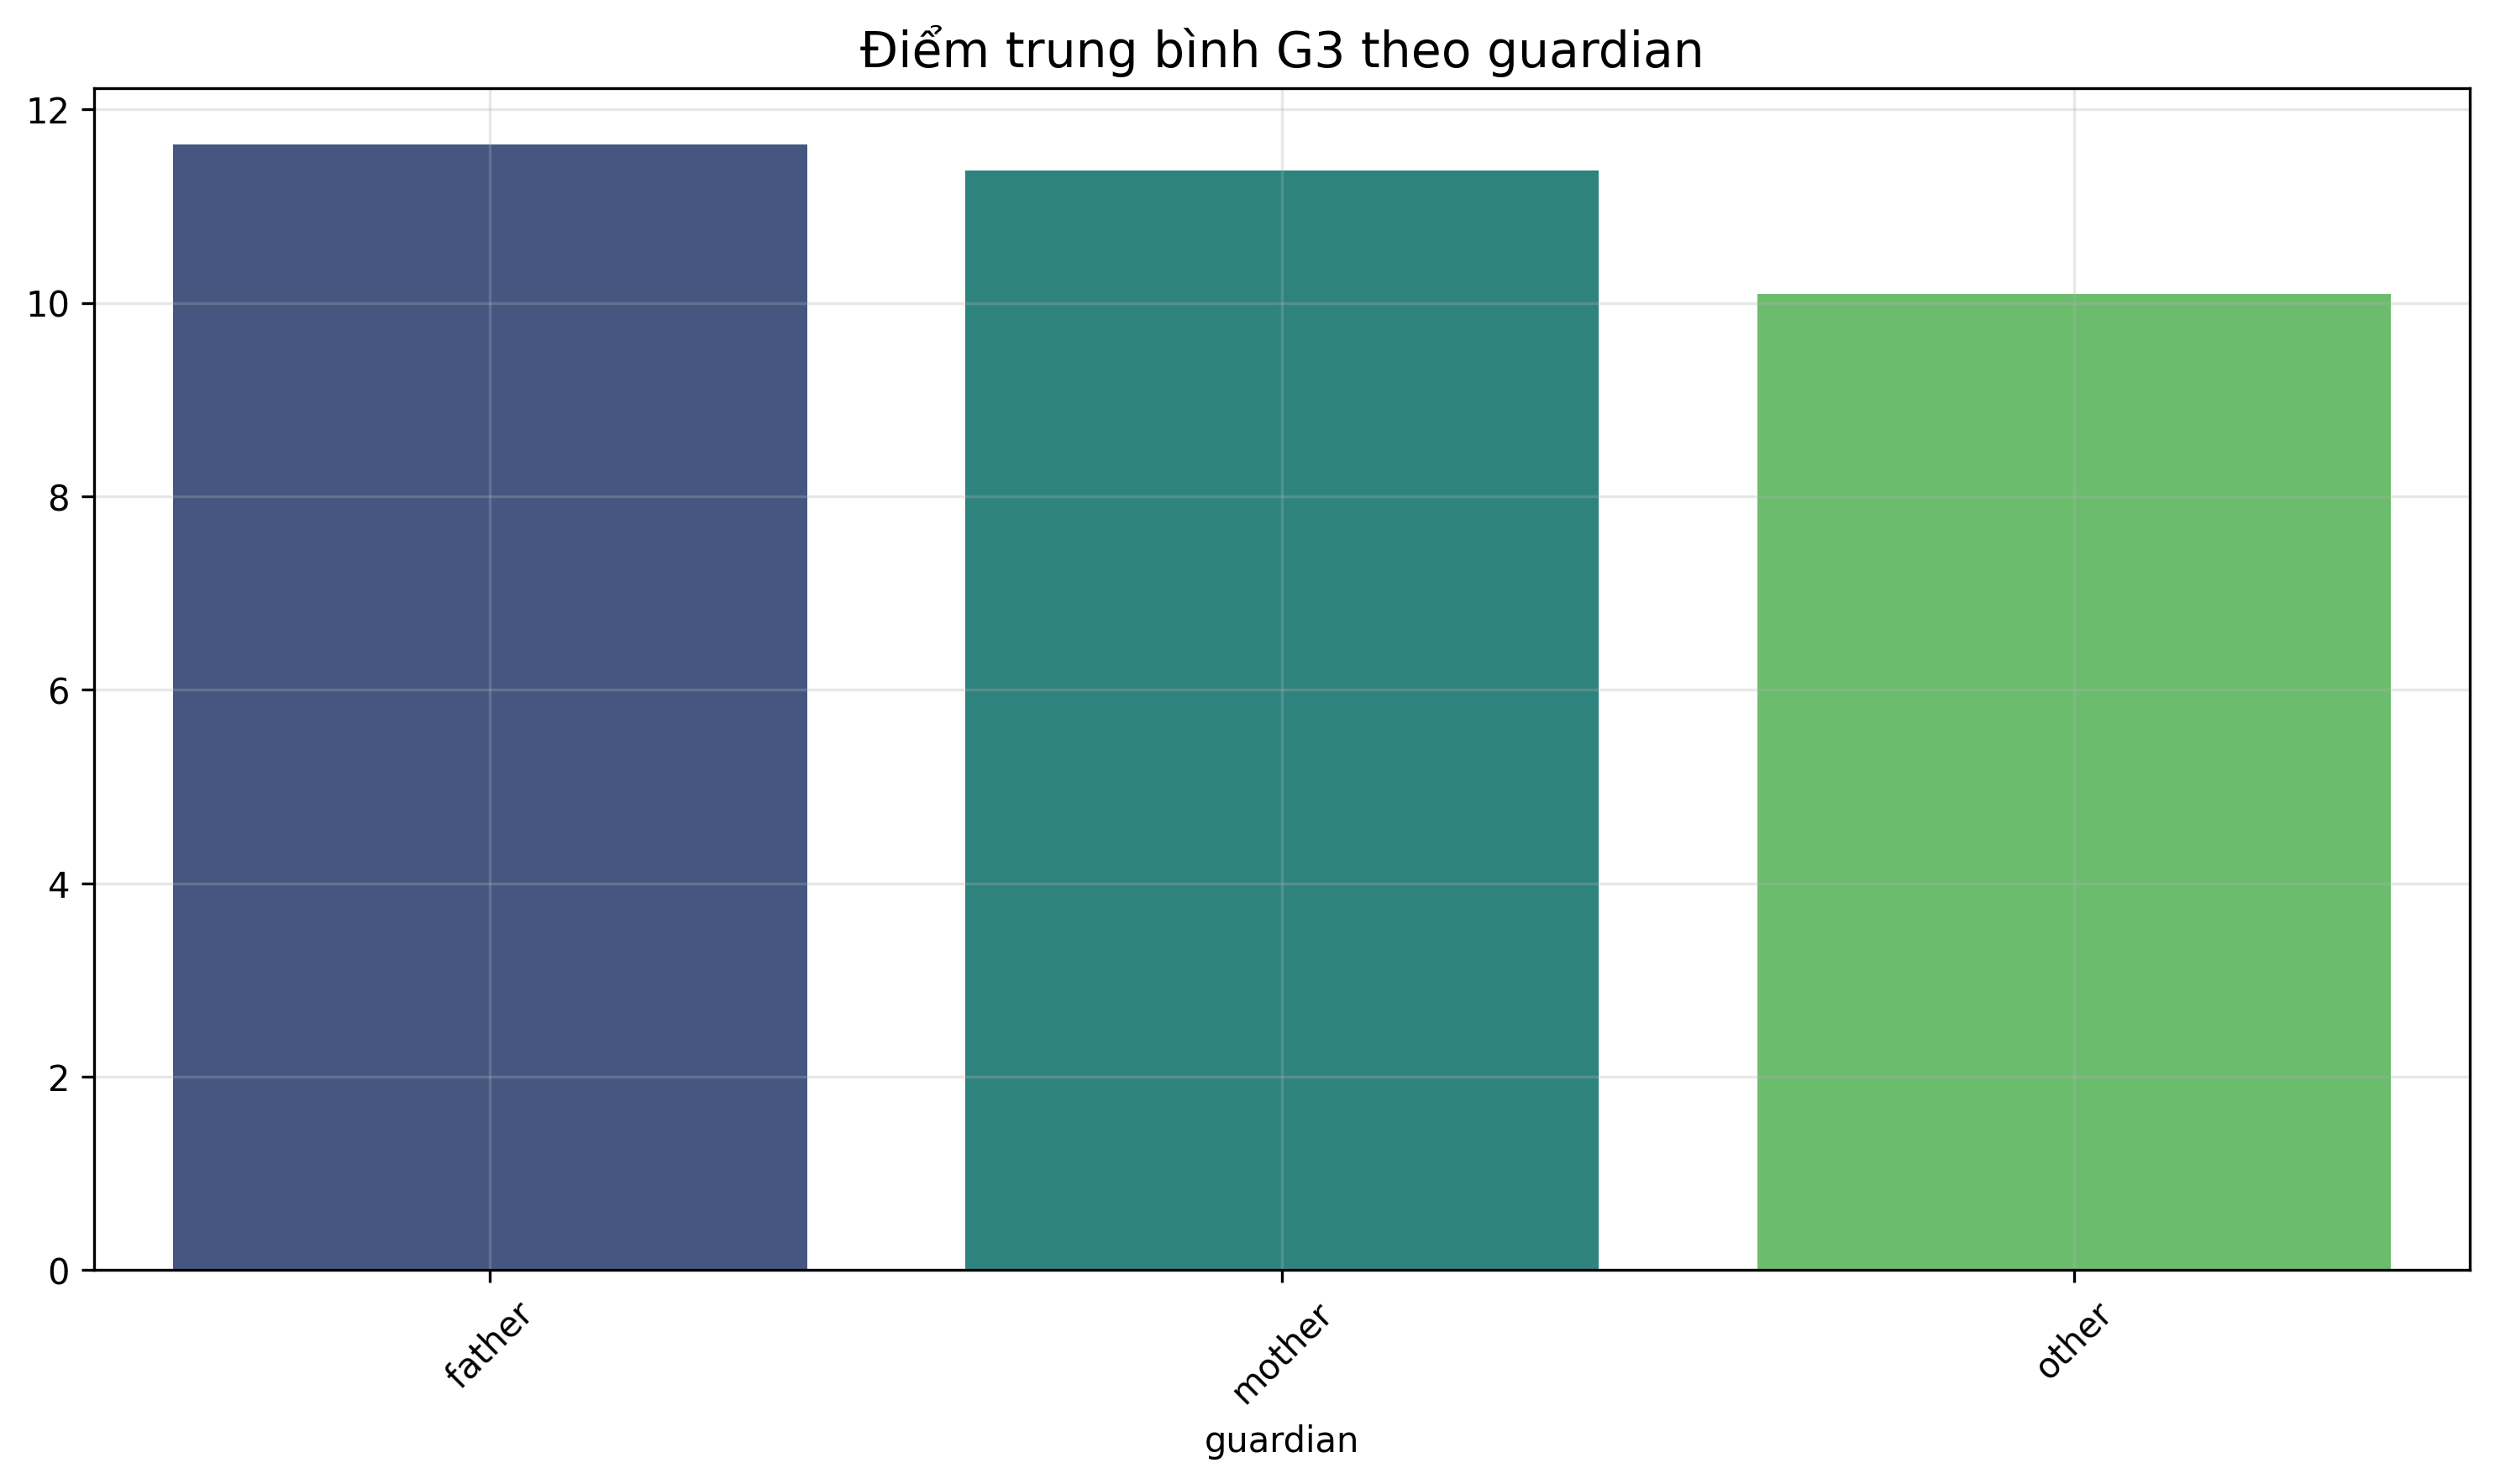 Điểm trung bình G3 theo guardian
12
10
8
6
4
2
0
father
mother
other
guardian